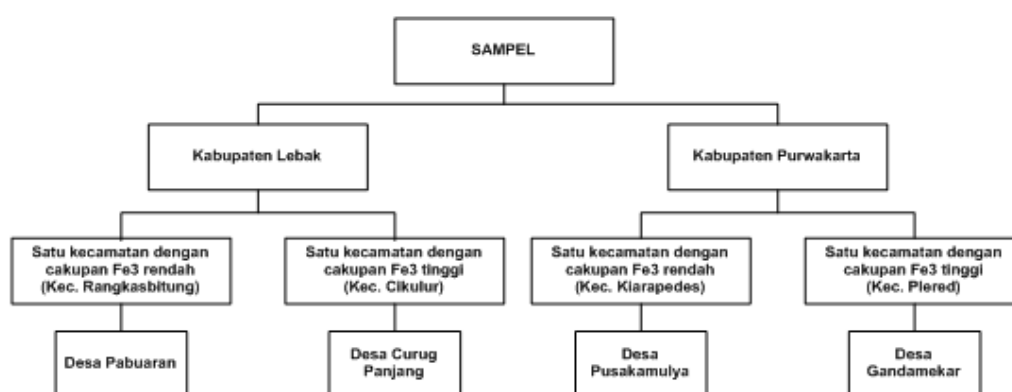 SAMPEL
Kabupaten Lebak
Kabupaten Purwakarta
Satu kecamatan dengan
cakupan Fe3 rendah
(Kec. Rangkasbitung)
Satu kecamatan dengan
cakupan Fe3 tinggi
(Kec. Cikulur)
Satu kecamatan dengan
cakupan Fe3 rendah
(Kec. Kiarapedes)
Satu kecamatan dengan
cakupan Fe3 tinggi
(Kec. Plered)
Desa Pabuaran
Desa Curug
Panjang
Desa
Pusakamulya
Desa
Gandamekar